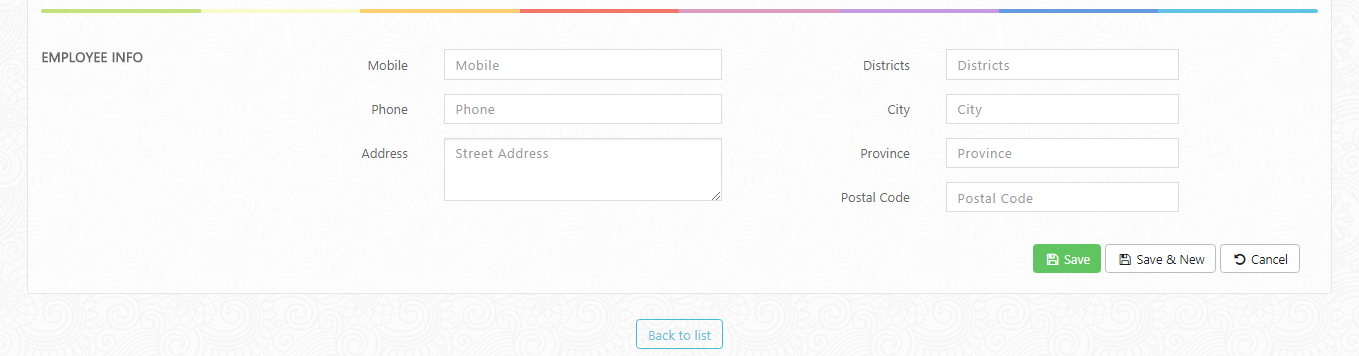 EMPLOYEE INFO
Mobile Mobile
Phone Phone
Address Street Address
Districts Districts
City City
Province Province
Postal Code Postal Code
Save Save & New Cancel
Back to list